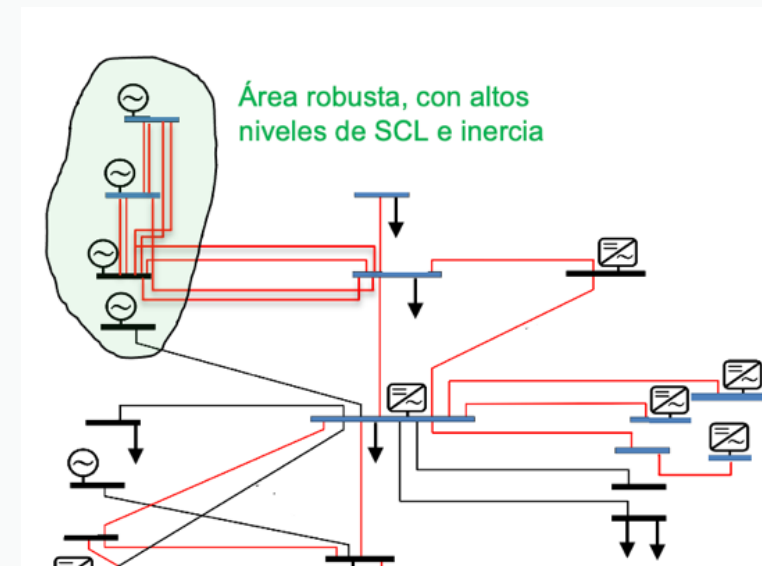 Área robusta, con altos
niveles de SCL e inercia